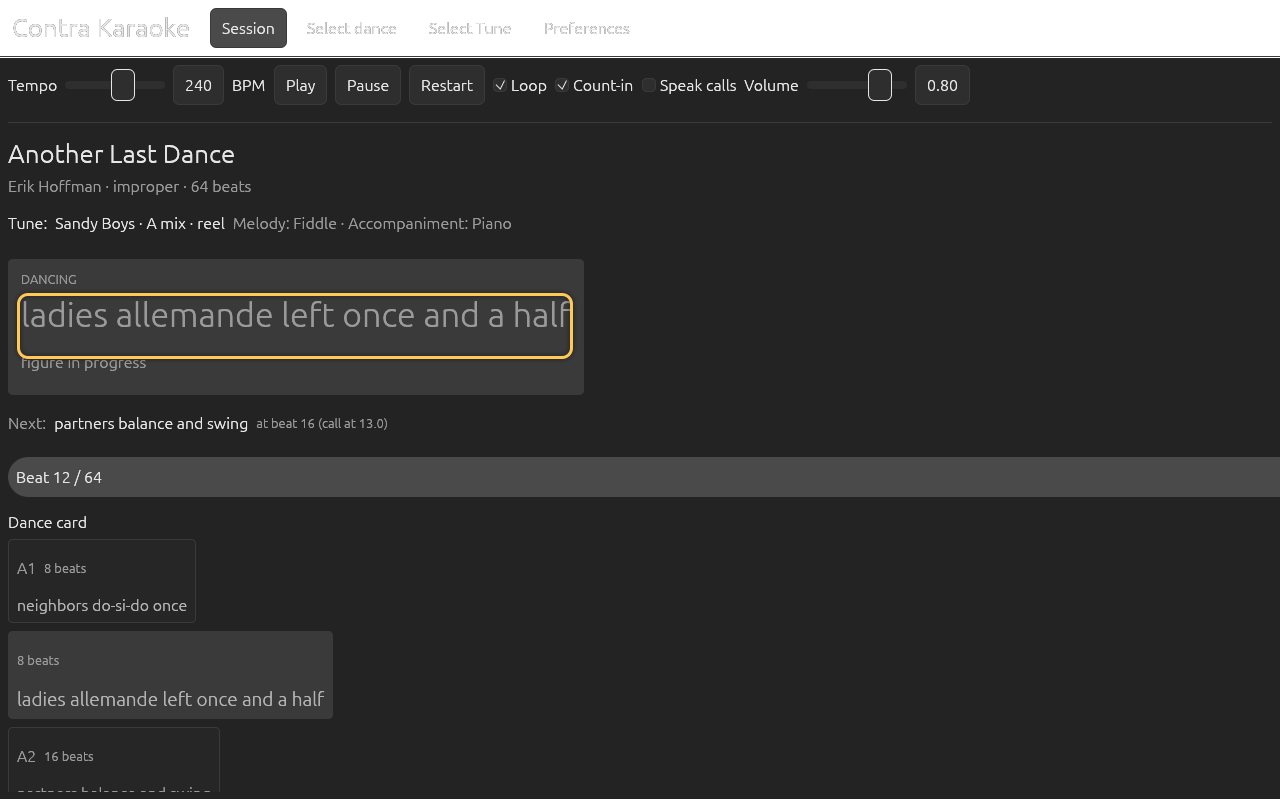 Contra Karaoke Session Select dance Select Tune Preferences
Tempo 240 BPM Play Pause Restart Loop Count-in Speak calls Volume 0.80
Another Last Dance
Erik Hoffman · improper · 64 beats
Tune: Sandy Boys · A mix · reel Melody: Fiddle · Accompaniment: Piano
DANCING
ladies allemande left once and a half
figure in progress
Next: partners balance and swing at beat 16 (call at 13.0)
Beat 12 / 64
Dance card
A1 8 beats
neighbors do-si-do once
8 beats
ladies allemande left once and a half
A2 16 beats
partners balance and swing